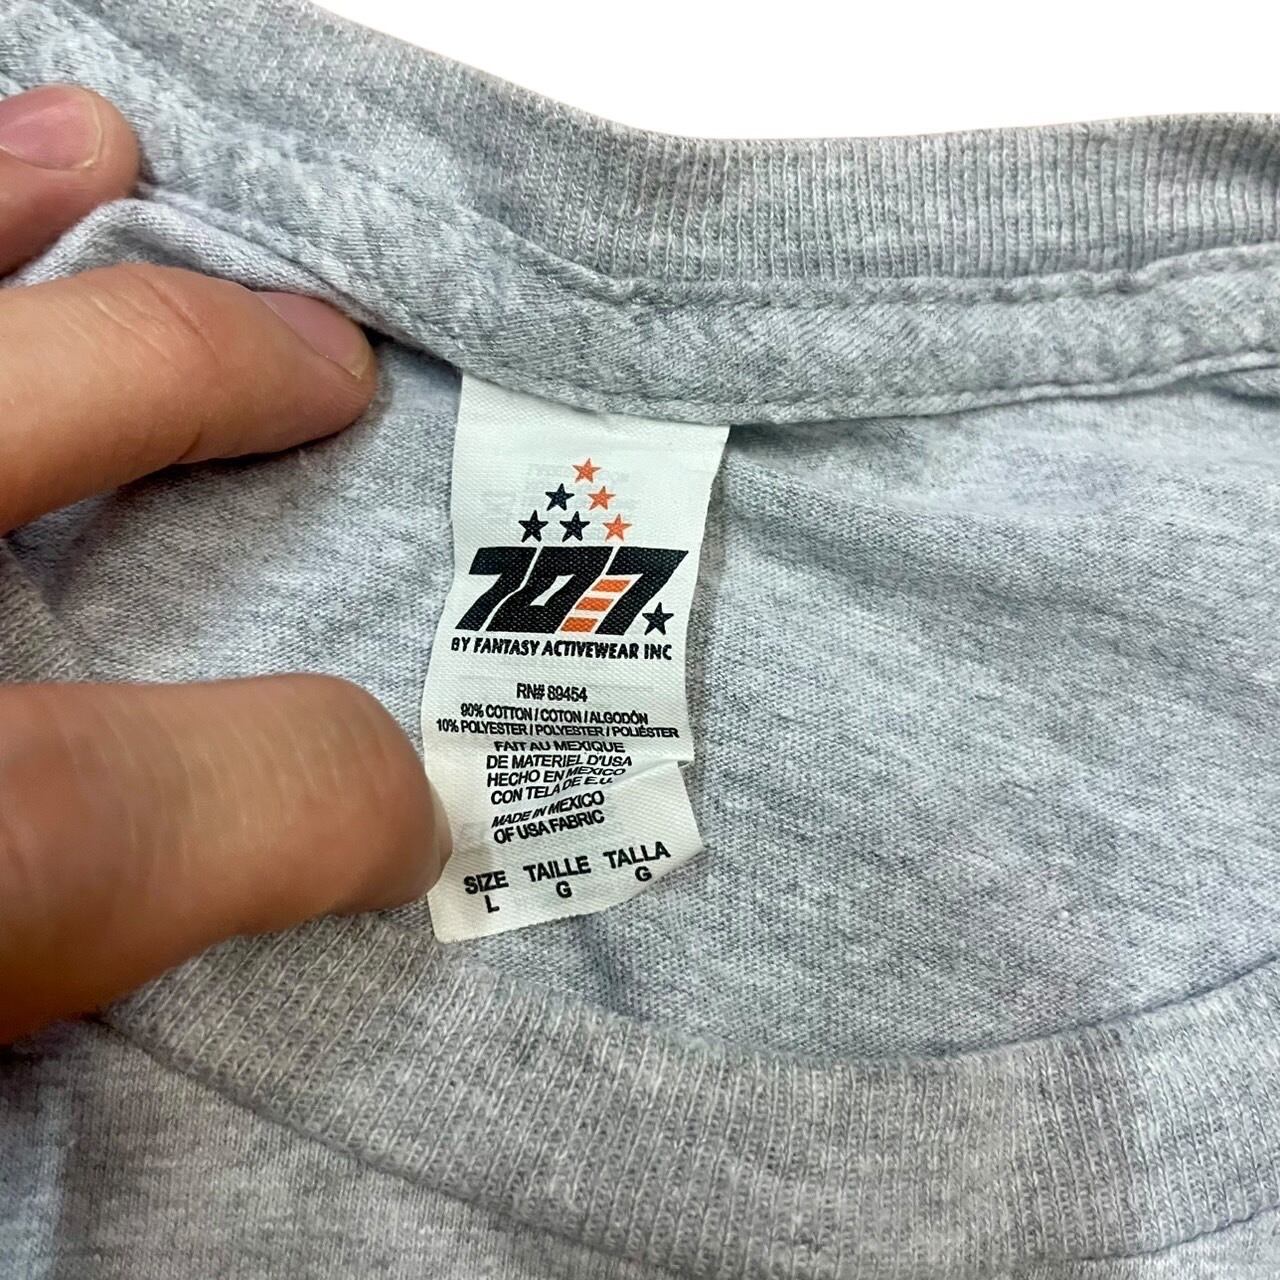 707
BY FANTASY ACTIVEWEAR INC
RN# 89454
90% COTTON / COTON / ALGODÓN
10% POLYESTER / POLYESTER / POLIÉSTER
FAIT AU MEXIQUE
DE MATERIEL D'USA
HECHO EN MEXICO
CON TELA DE E.U.
MADE IN MEXICO
OF USA FABRIC
SIZE TAILLE TALLA
L G G